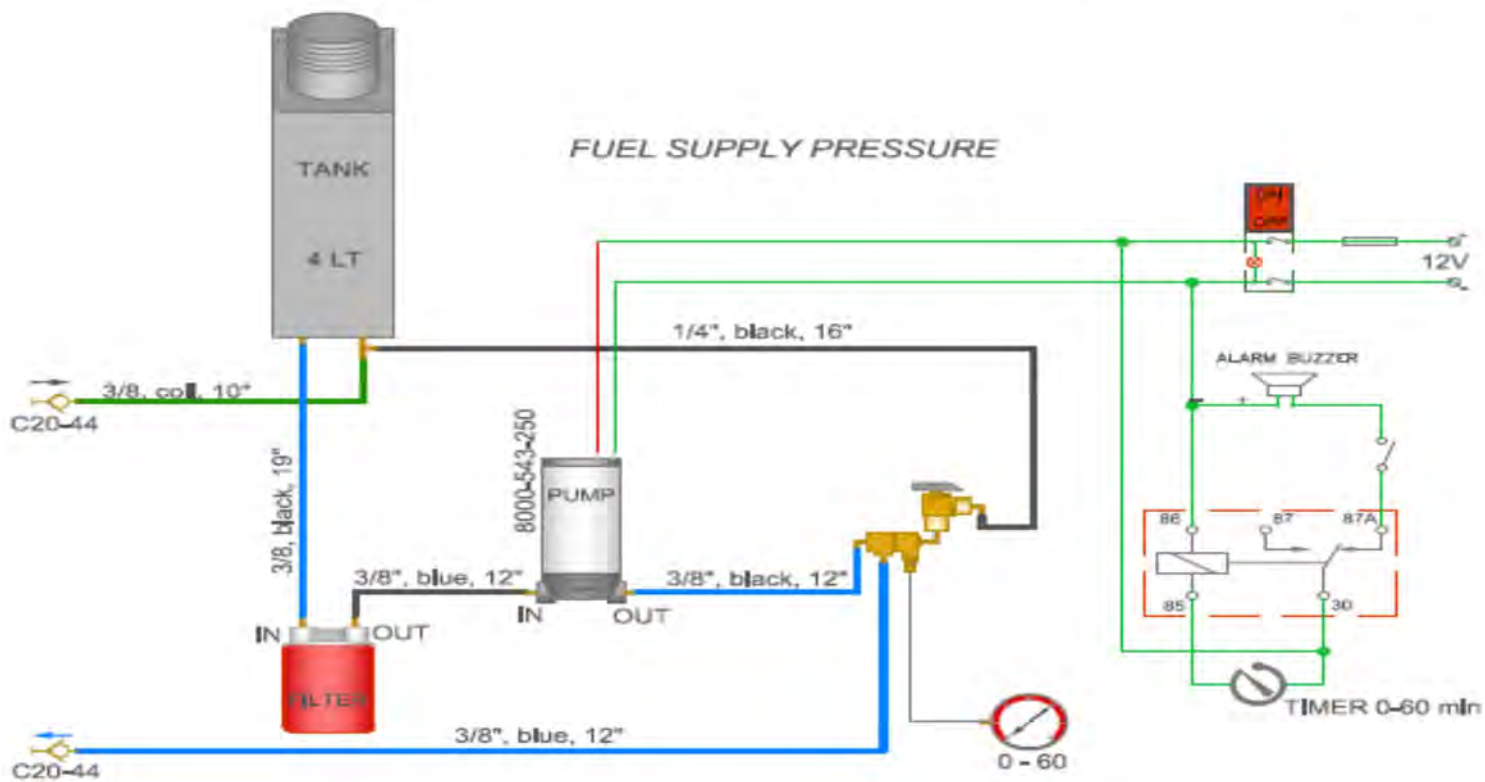 TANK
4 LT
FUEL SUPPLY PRESSURE
ON
OFF
12V
1/4", black, 16"
3/8, coil, 10"
C20-44
ALARM BUZZER
+
-
8000-543-250
3/8, black, 19"
PUMP
86
87
87A
3/8", blue, 12"
3/8", black, 12"
IN
OUT
85
30
IN
OUT
FILTER
TIMER 0-60 min
3/8", blue, 12"
C20-44
0 - 60